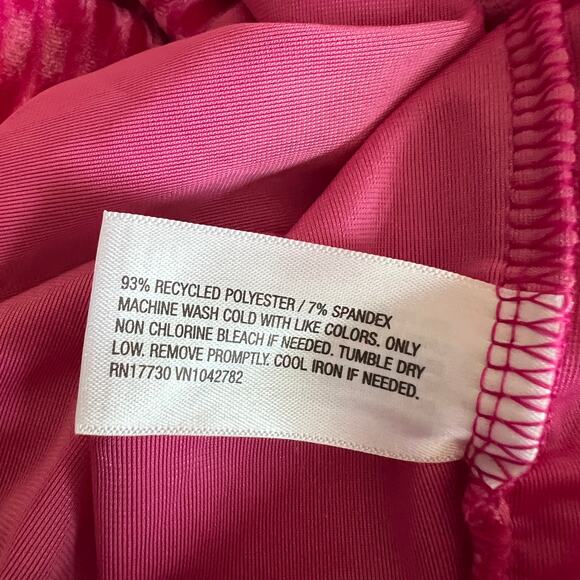 93% RECYCLED POLYESTER / 7% SPANDEX
MACHINE WASH COLD WITH LIKE COLORS. ONLY
NON CHLORINE BLEACH IF NEEDED. TUMBLE DRY
LOW. REMOVE PROMPTLY. COOL IRON IF NEEDED.
RN17730 VN1042782